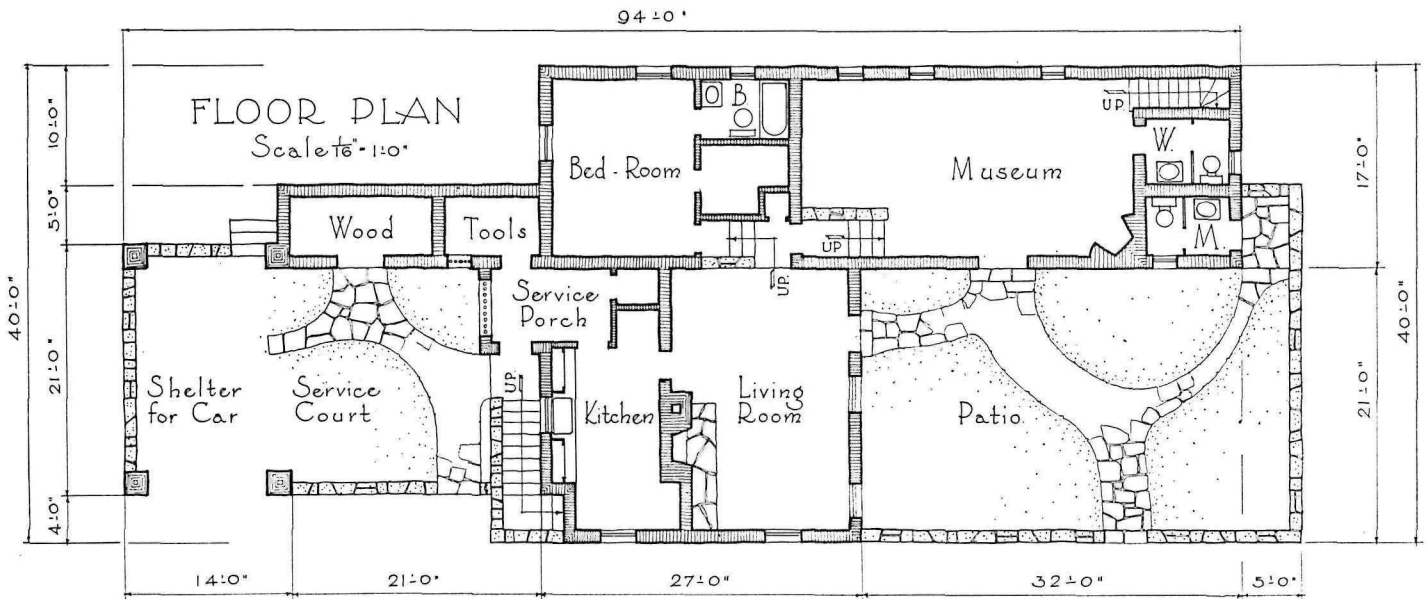 94'-0"
FLOOR PLAN
Scale 1/16" - 1'-0"
10'-0"
5'-0"
40'-0"
21'-0"
4'-0"
B.
Bed-Room
UP.
W.
Museum
M.
17'-0"
40'-0"
21'-0"
Wood
Tools
UP
UP.
Service
Porch
Shelter
for Car
Service
Court
UP.
Kitchen
Living
Room
Patio
UP
14'-0"
21'-0"
27'-0"
32'-0"
5'-0"